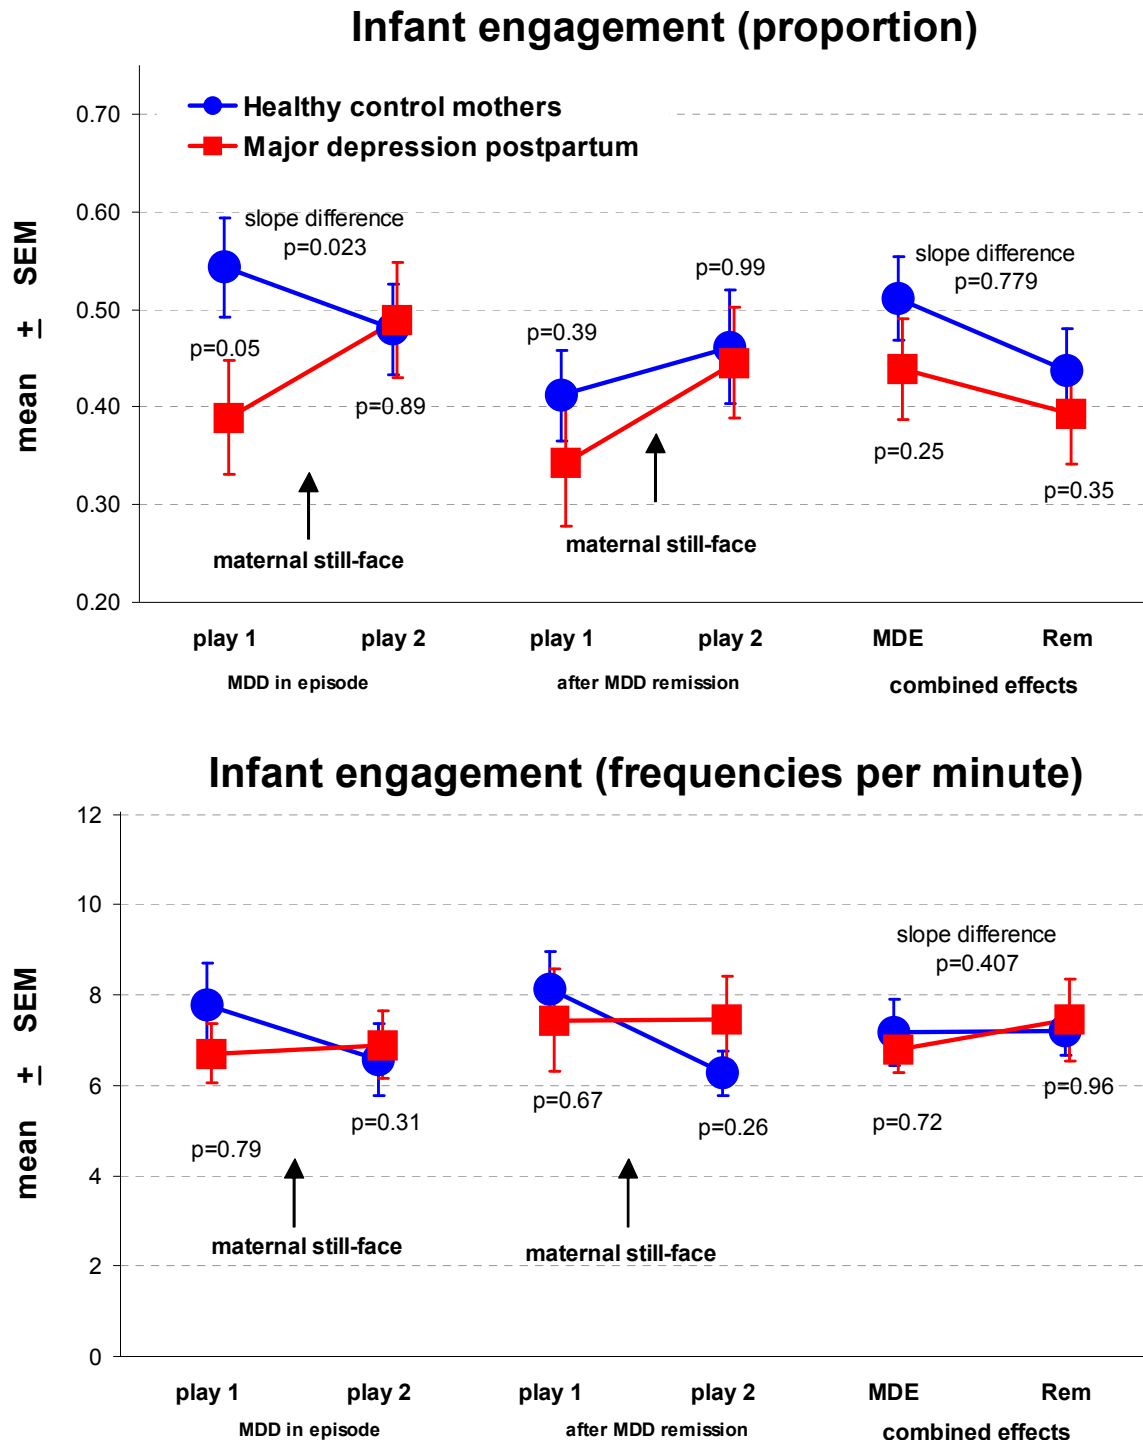 Infant engagement (proportion)
Healthy control mothers
Major depression postpartum
mean ± SEM
0.70
0.60
0.50
0.40
0.30
0.20
slope difference
p=0.023
p=0.05
p=0.89
p=0.39
p=0.99
slope difference
p=0.779
p=0.25
p=0.35
maternal still-face
maternal still-face
play 1 play 2 play 1 play 2 MDE Rem
MDD in episode after MDD remission combined effects
Infant engagement (frequencies per minute)
mean ± SEM
12
10
8
6
4
2
0
slope difference
p=0.407
p=0.79
p=0.31
p=0.67
p=0.26
p=0.72
p=0.96
maternal still-face
maternal still-face
play 1 play 2 play 1 play 2 MDE Rem
MDD in episode after MDD remission combined effects